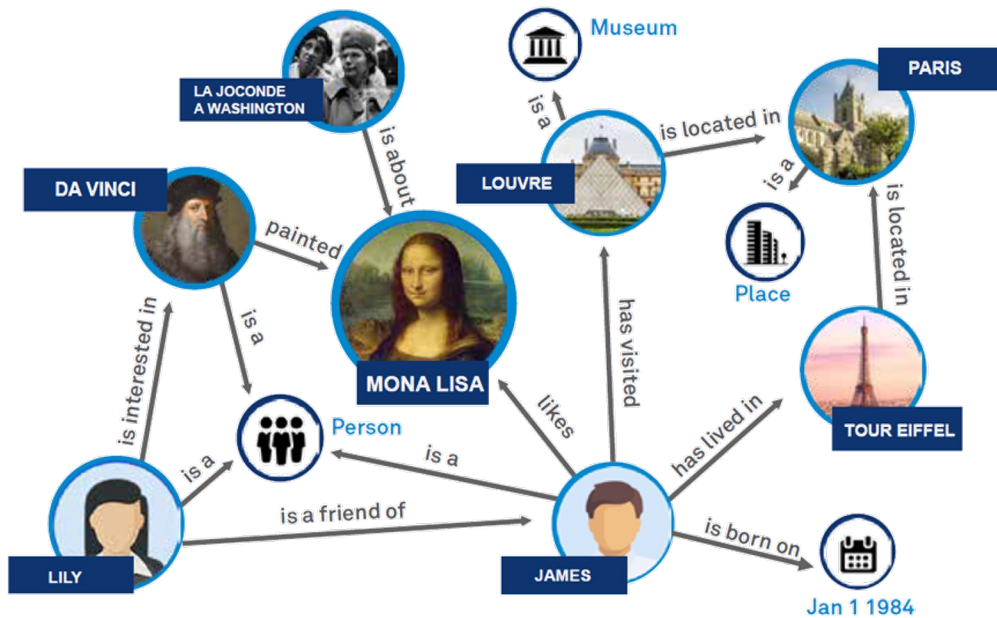 Museum
PARIS
LA JOCONDE
A WASHINGTON
is a
is located in
is about
LOUVRE
is a
DA VINCI
is located in
painted
Place
is a
has visited
is interested in
MONA LISA
likes
Person
TOUR EIFFEL
has lived in
is a
is a
is a friend of
is born on
LILY
JAMES
Jan 1 1984